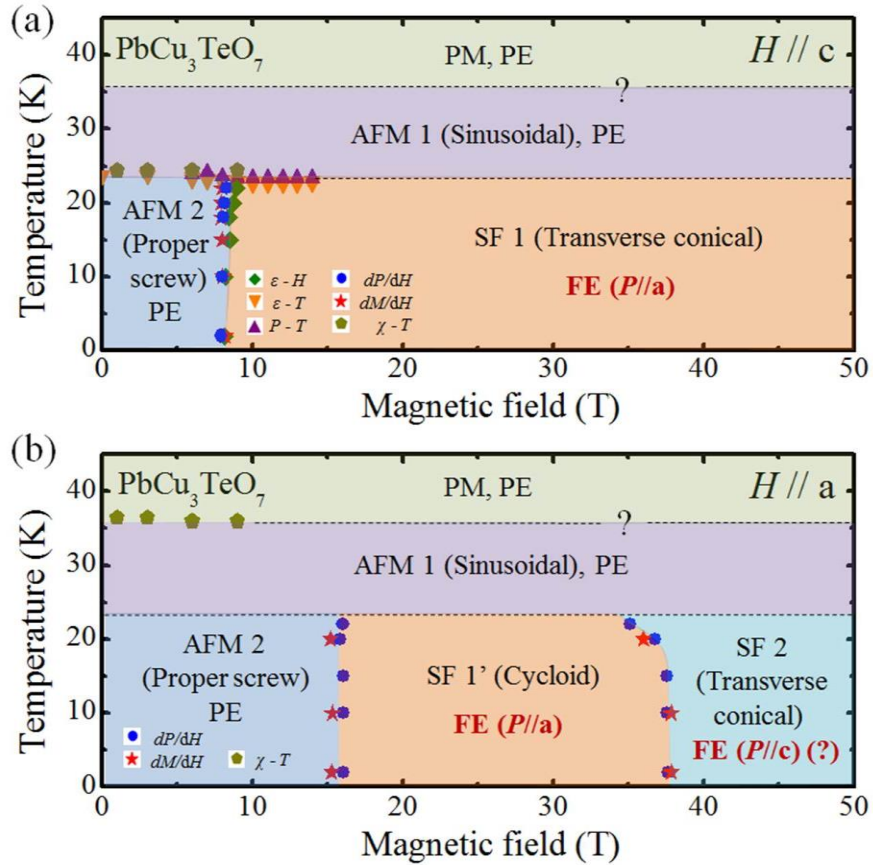 (a)
PbCu₃TeO₇
PM, PE
H // c
?
AFM 1 (Sinusoidal), PE
AFM 2
(Proper
screw)
PE
SF 1 (Transverse conical)
FE (P//a)
ε - H
dP/dH
ε - T
dM/dH
P - T
χ - T
Temperature (K)
40
30
20
10
0
0 10 20 30 40 50
Magnetic field (T)
(b)
PbCu₃TeO₇
PM, PE
H // a
?
AFM 1 (Sinusoidal), PE
AFM 2
(Proper screw)
PE
SF 1’ (Cycloid)
FE (P//a)
SF 2
(Transverse
conical)
FE (P//c) (?)
dP/dH
dM/dH
χ - T
Temperature (K)
40
30
20
10
0
0 10 20 30 40 50
Magnetic field (T)